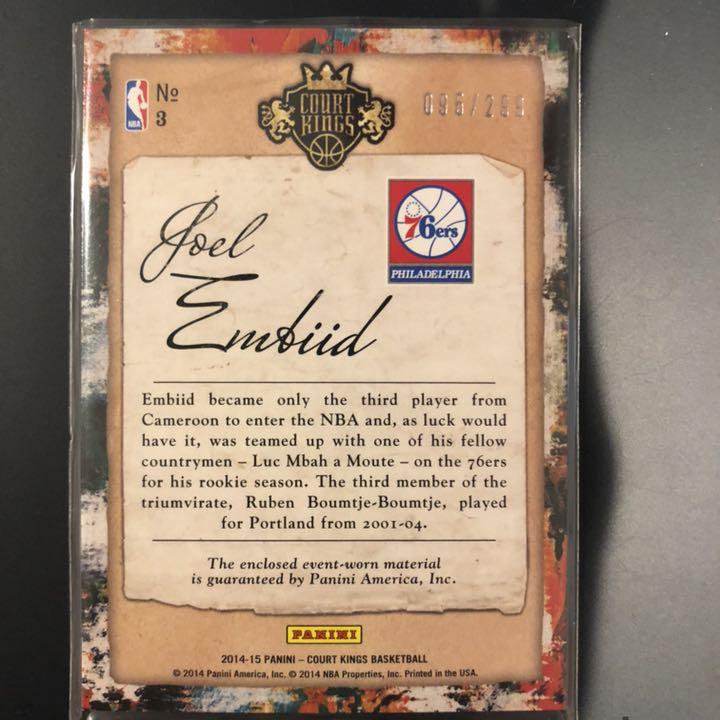 NBA
№
3
COURT
KINGS
76ers
PHILADELPHIA
Joel
Embiid
Embiid became only the third player from
Cameroon to enter the NBA and, as luck would
have it, was teamed up with one of his fellow
countrymen – Luc Mbah a Moute – on the 76ers
for his rookie season. The third member of the
triumvirate, Ruben Boumtje-Boumtje, played
for Portland from 2001-04.
The enclosed event-worn material
is guaranteed by Panini America, Inc.
PANINI
2014-15 PANINI – COURT KINGS BASKETBALL
© 2014 Panini America, Inc. © 2014 NBA Properties, Inc. Printed in the USA.